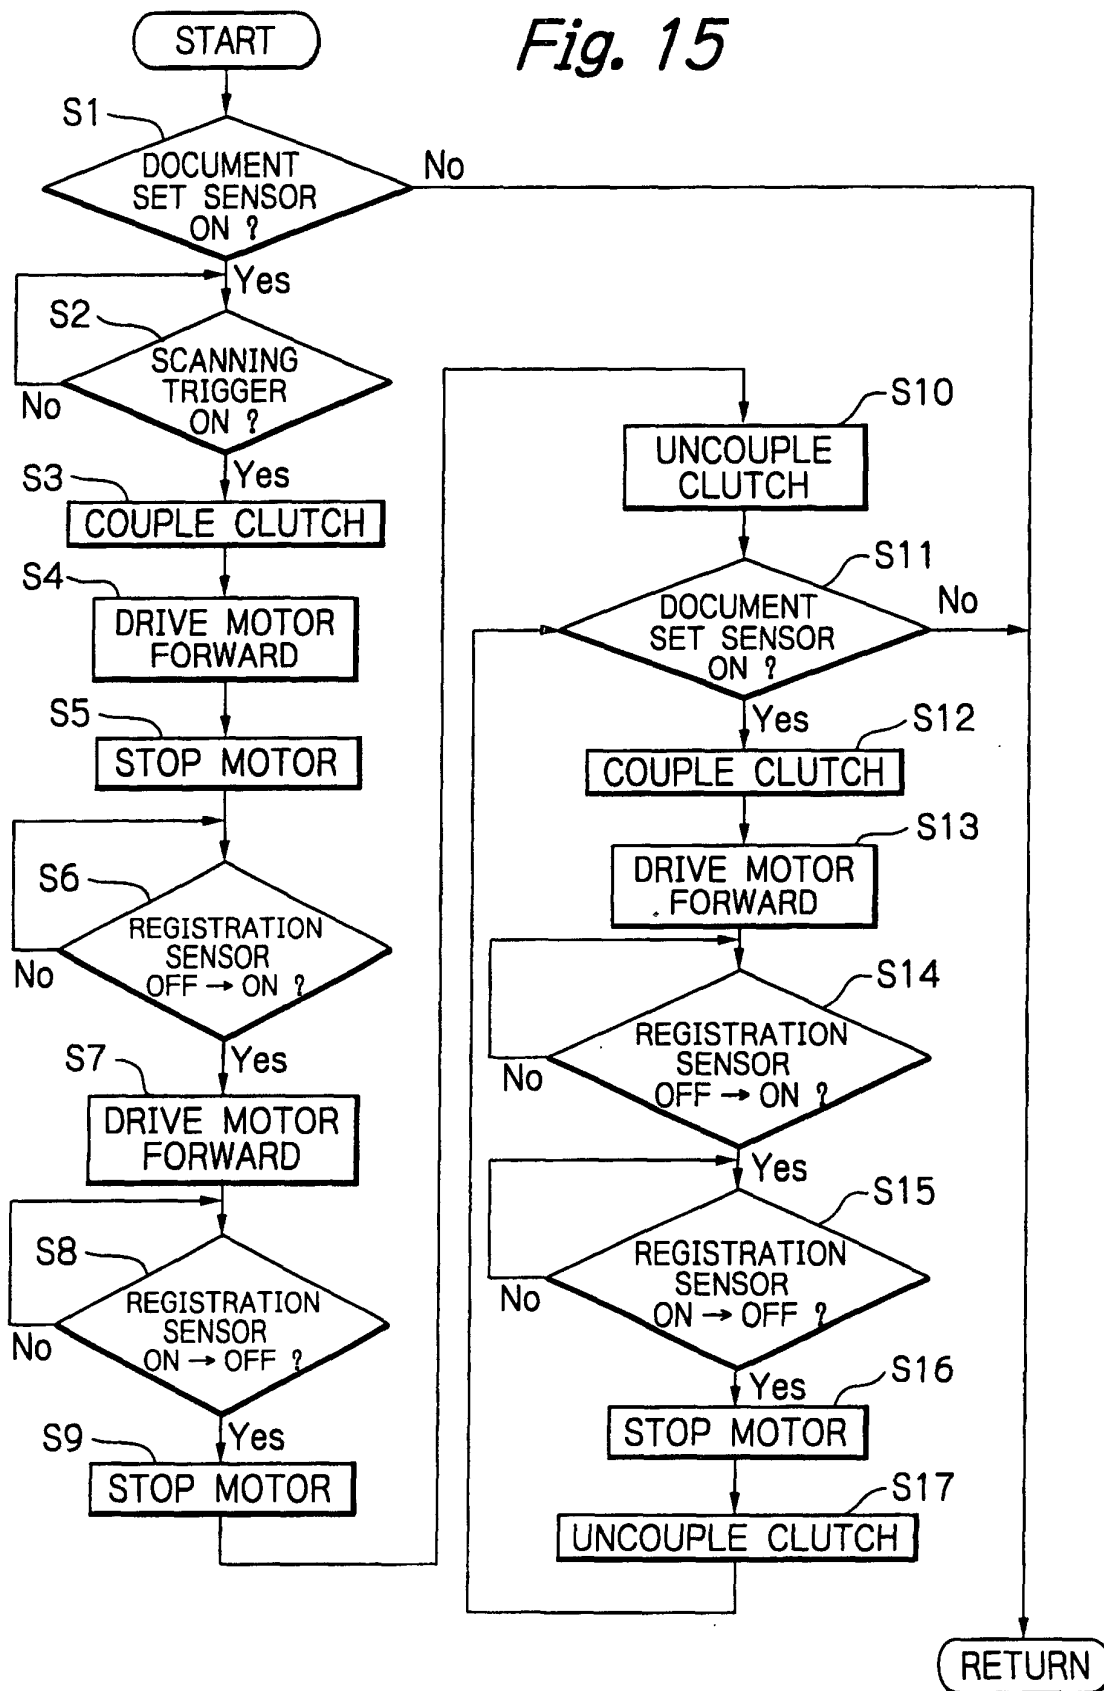 Fig. 15
START
S1
DOCUMENT
SET SENSOR
ON ?
No
Yes
S2
SCANNING
TRIGGER
ON ?
No
Yes
S3
COUPLE CLUTCH
S4
DRIVE MOTOR
FORWARD
S5
STOP MOTOR
S6
REGISTRATION
SENSOR
OFF → ON ?
No
Yes
S7
DRIVE MOTOR
FORWARD
S8
REGISTRATION
SENSOR
ON → OFF ?
No
Yes
S9
STOP MOTOR
S10
UNCOUPLE
CLUTCH
S11
DOCUMENT
SET SENSOR
ON ?
No
Yes
S12
COUPLE CLUTCH
S13
DRIVE MOTOR
FORWARD
S14
REGISTRATION
SENSOR
OFF → ON ?
No
Yes
S15
REGISTRATION
SENSOR
ON → OFF ?
No
Yes
S16
STOP MOTOR
S17
UNCOUPLE CLUTCH
RETURN